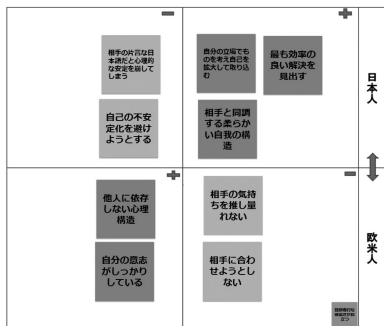 相手の片言な日
本語だと心理的
な安定を崩して
しまう
自己の不安
定化を避け
ようとする
自分の立場でも
のを考え自己を
拡大して取り込
む
最も効率の
良い解決を
見出す
相手と同調
する柔らか
い自我の構
造
日本人
他人に依存
しない心理
構造
自分の意志
がしっかり
している
相手の気持
ちを推し量
れない
相手に合わ
せようとし
ない
欧米人